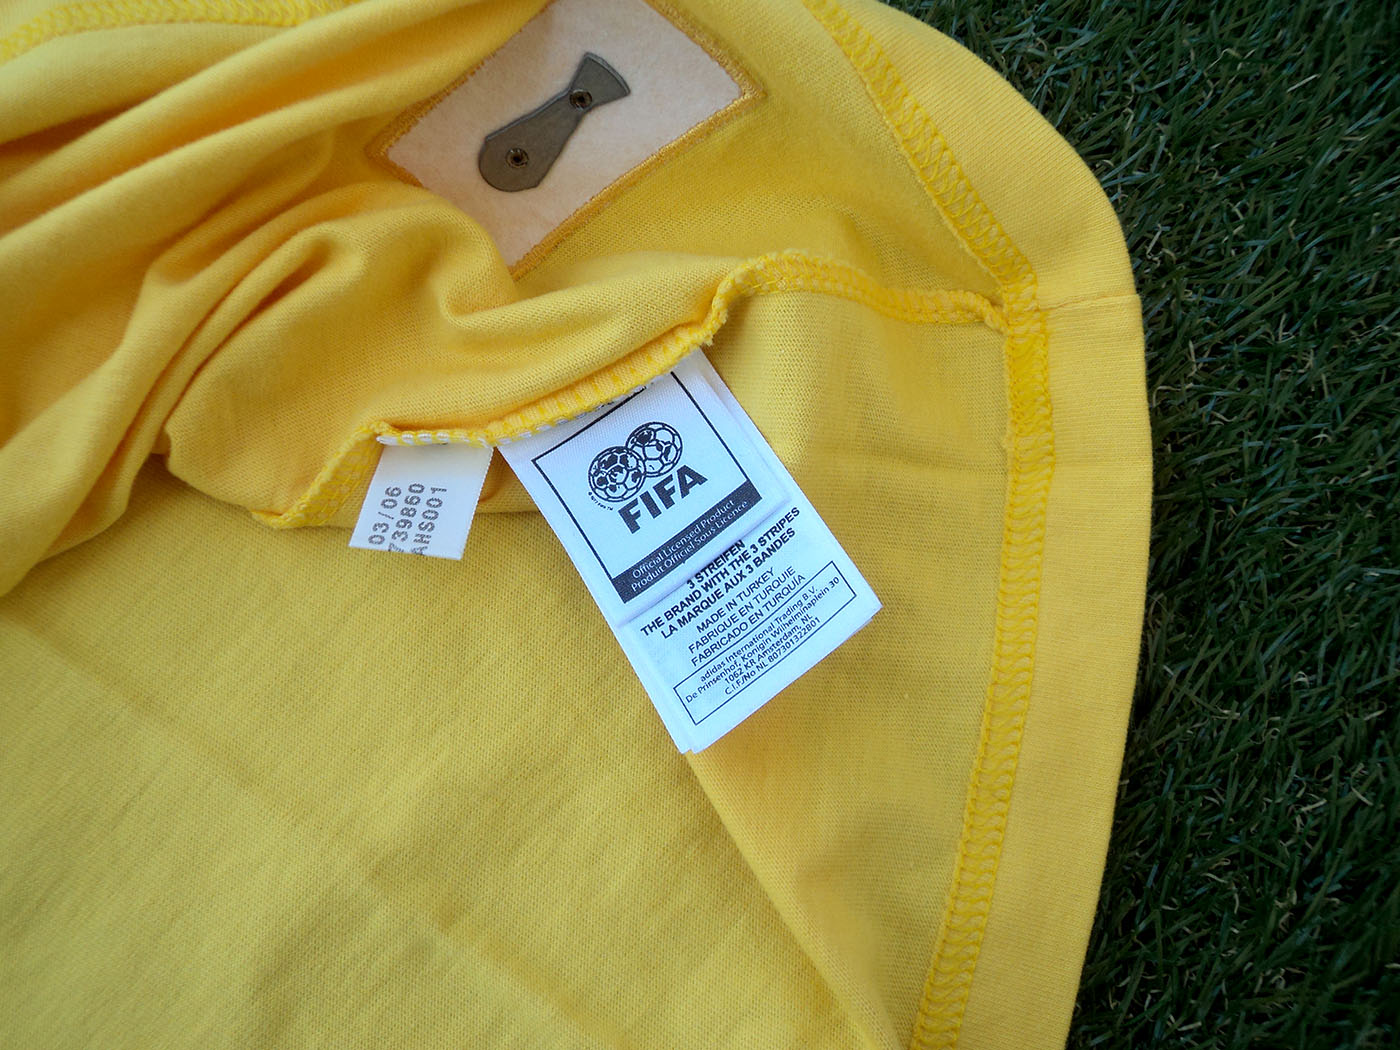 03/06
739860
AHS001
FIFA
Official Licensed Product
Produit Officiel Sous Licence
3 STREIFEN
THE BRAND WITH THE 3 STRIPES
LA MARQUE AUX 3 BANDES
MADE IN TURKEY
FABRIQUE EN TURQUIE
FABRICADO EN TURQUÍA
adidas International Trading B.V.
De Prinsenhof, Konigin Wilhelminaplein 30
1062 KR Amsterdam, NL
C.I.F/No NL 807301322B01